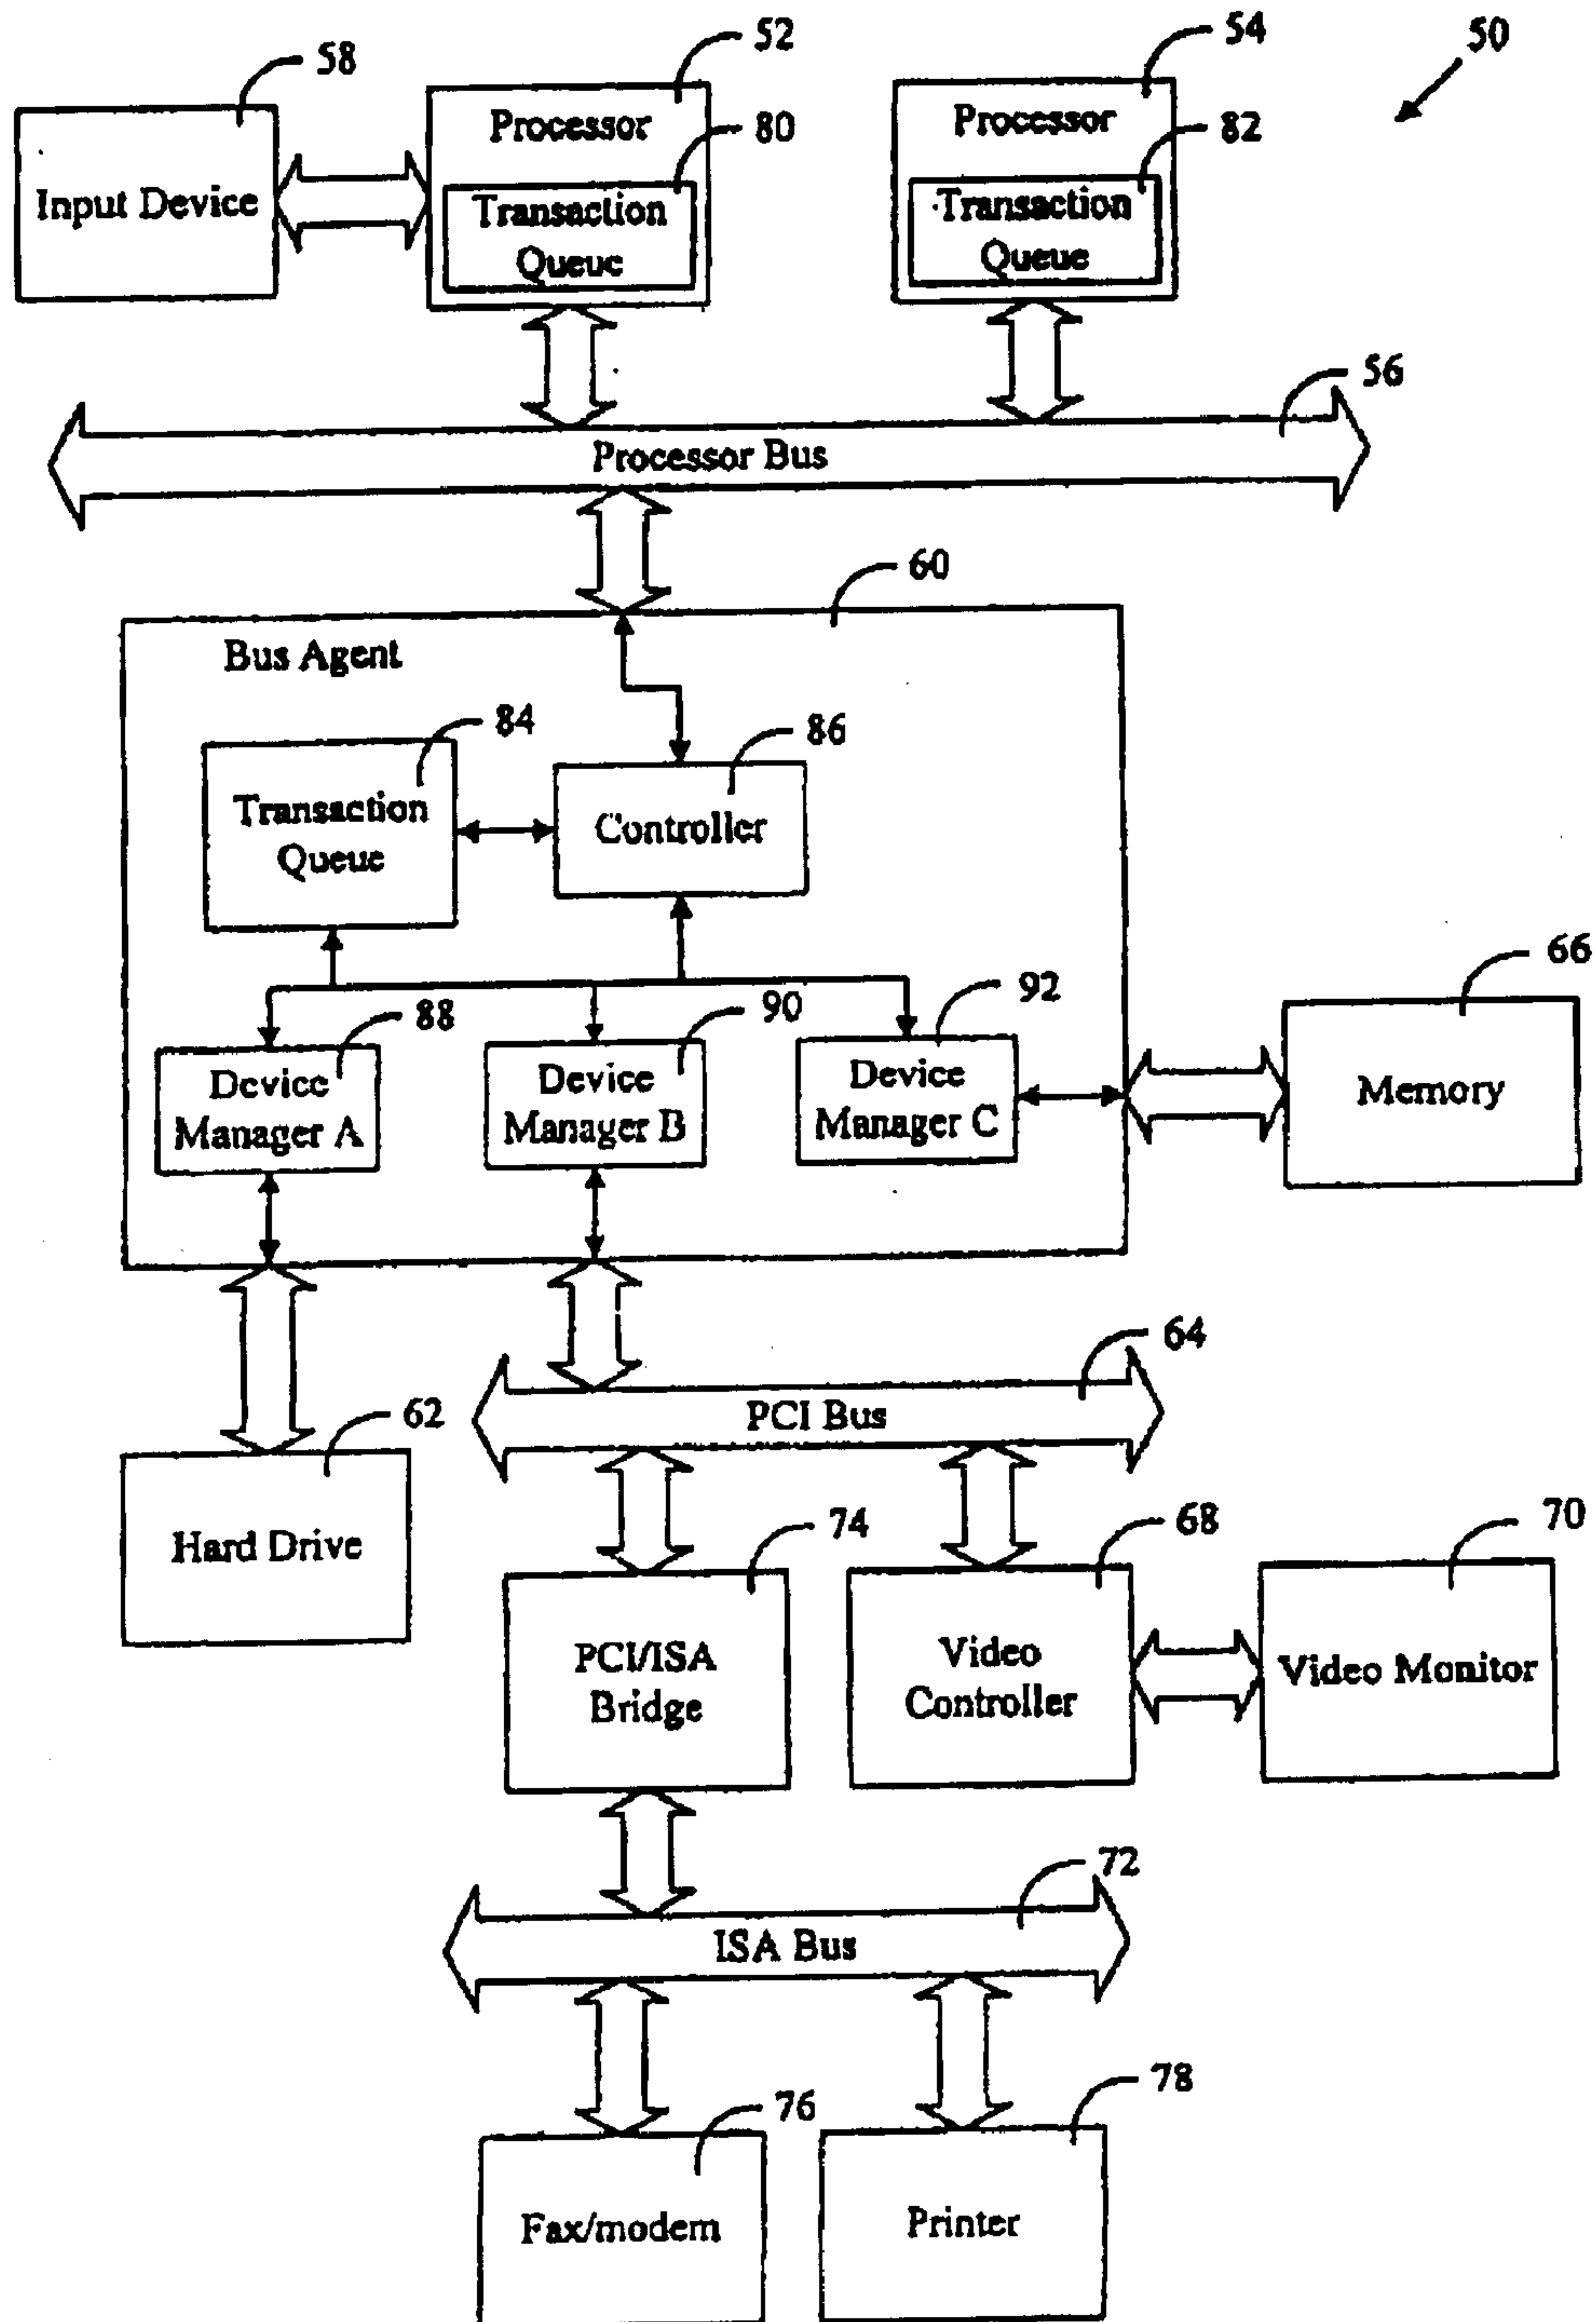 52
54
50
58
Processor
80
Processor
82
Input Device
Transaction
Queue
Transaction
Queue
56
Processor Bus
60
Bus Agent
84
86
Transaction
Queue
Controller
66
88
90
92
Device
Manager A
Device
Manager B
Device
Manager C
Memory
64
PCI Bus
62
74
68
70
Hard Drive
PCI/ISA
Bridge
Video
Controller
Video Monitor
72
ISA Bus
76
78
Fax/modem
Printer